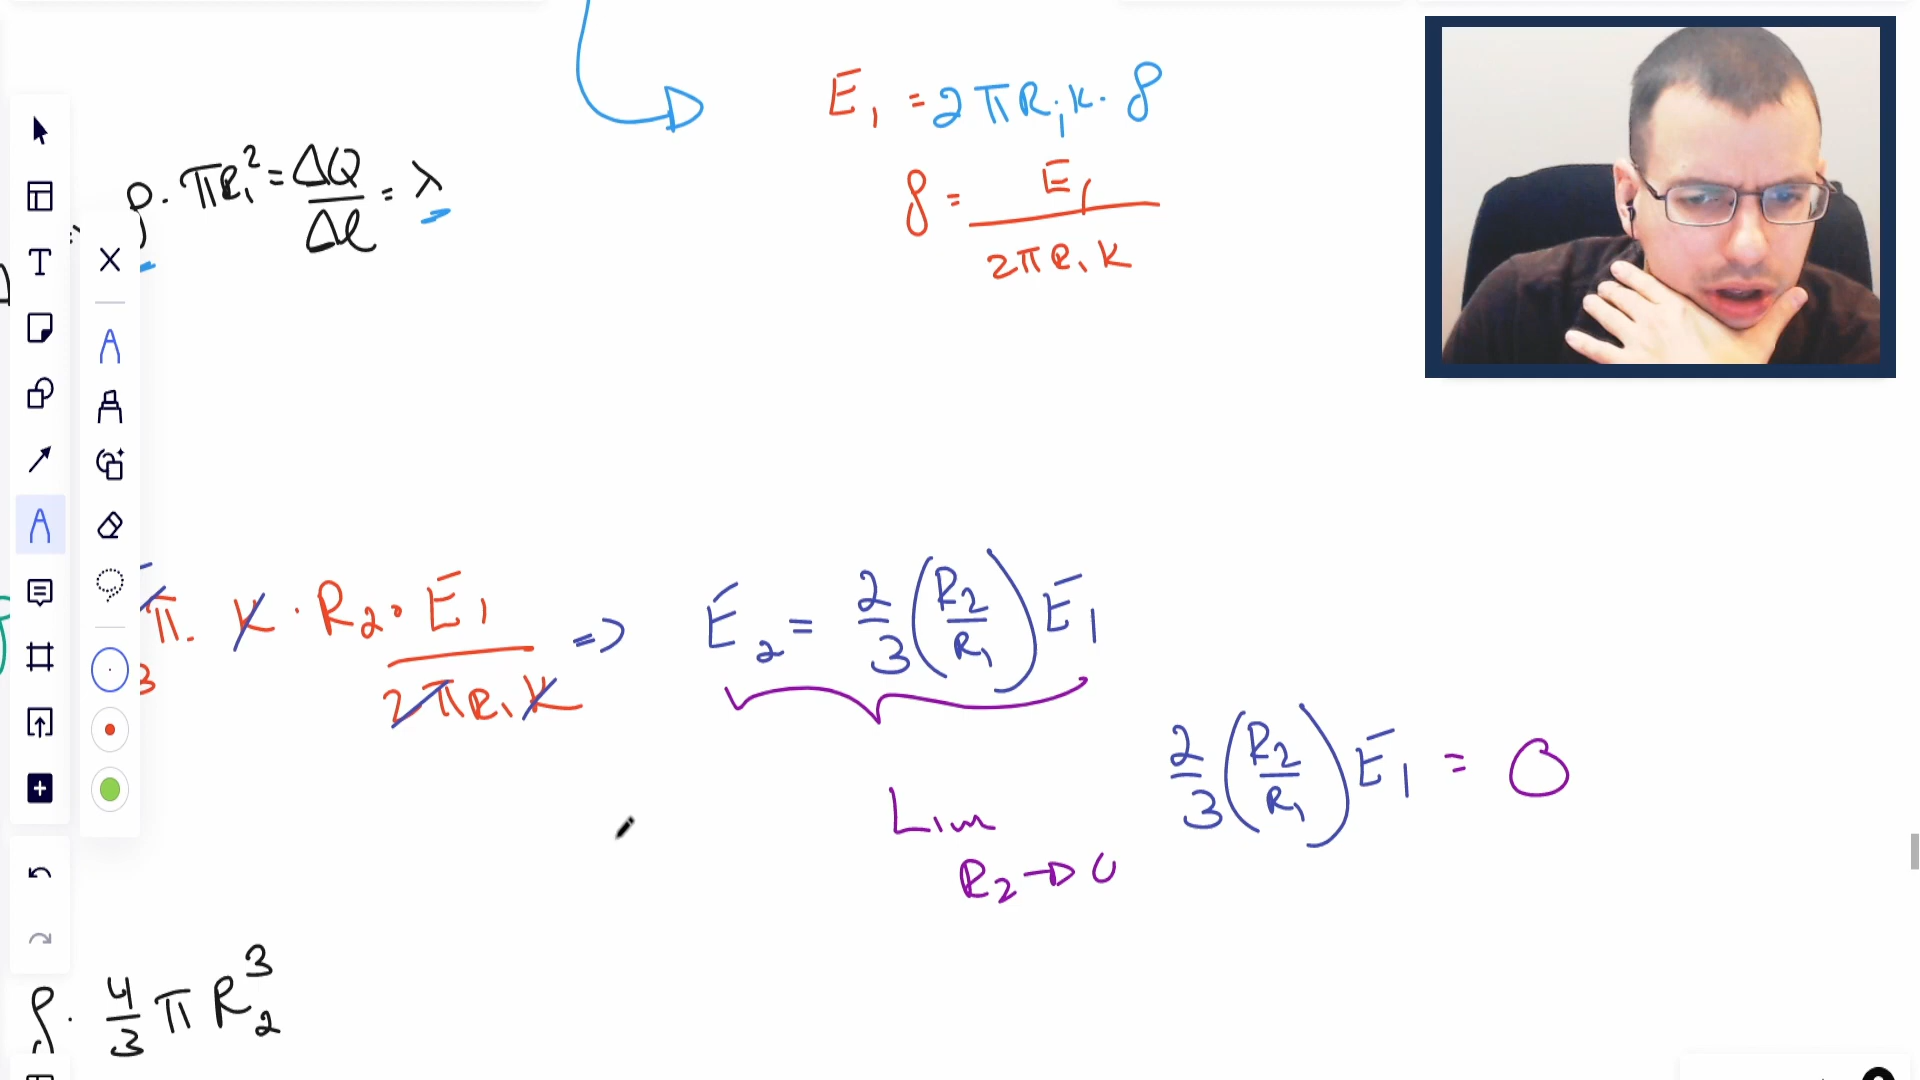 E₁ = 2πR₁k · ρ
ρ · πR₁² = ΔQ/Δl = λ
ρ = E₁/(2πR₁k)
π · k · R₂ · E₁/(2πR₁k) => E₂ = 2/3 (R₂/R₁) E₁
3
Lim R₂→0 2/3 (R₂/R₁) E₁ = 0
ρ · 4/3 π R₂³